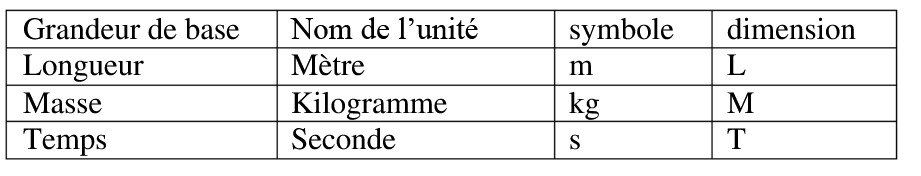 Grandeur de base Nom de l’unité symbole dimension
Longueur Mètre m L
Masse Kilogramme kg M
Temps Seconde s T